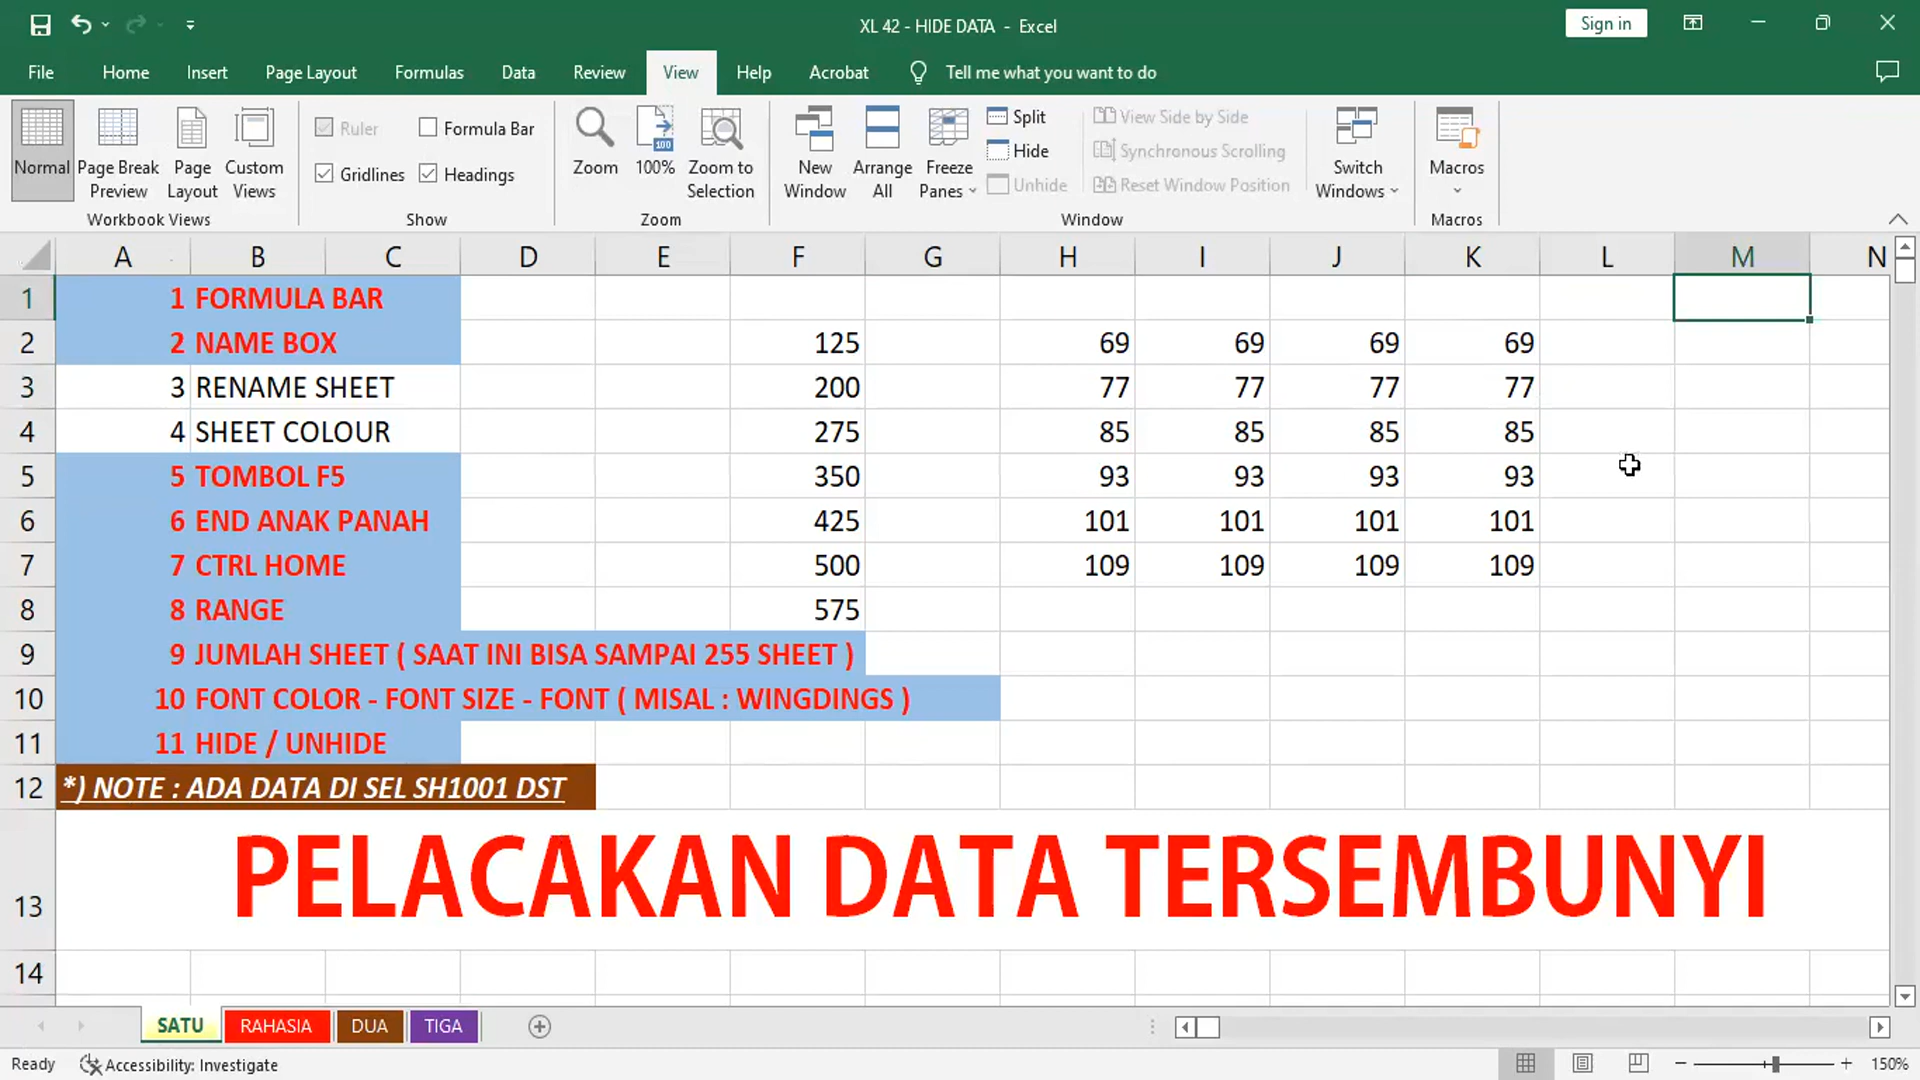 XL 42 - HIDE DATA - Excel
Sign in
File Home Insert Page Layout Formulas Data Review View Help Acrobat Tell me what you want to do
Normal Page Break Preview Page Layout Custom Views
Workbook Views
Ruler Formula Bar
Gridlines Headings
Show
Zoom 100% Zoom to Selection
Zoom
New Window Arrange All Freeze Panes
Split View Side by Side
Hide Synchronous Scrolling
Unhide Reset Window Position
Switch Windows
Window
Macros
Macros
A B C D E F G H I J K L M N
1 1 FORMULA BAR
2 2 NAME BOX 125 69 69 69 69
3 3 RENAME SHEET 200 77 77 77 77
4 4 SHEET COLOUR 275 85 85 85 85
5 5 TOMBOL F5 350 93 93 93 93
6 6 END ANAK PANAH 425 101 101 101 101
7 7 CTRL HOME 500 109 109 109 109
8 8 RANGE 575
9 9 JUMLAH SHEET ( SAAT INI BISA SAMPAI 255 SHEET )
10 10 FONT COLOR - FONT SIZE - FONT ( MISAL : WINGDINGS )
11 11 HIDE / UNHIDE
12 *) NOTE : ADA DATA DI SEL SH1001 DST
13 PELACAKAN DATA TERSEMBUNYI
14
SATU RAHASIA DUA TIGA
Ready Accessibility: Investigate 150%